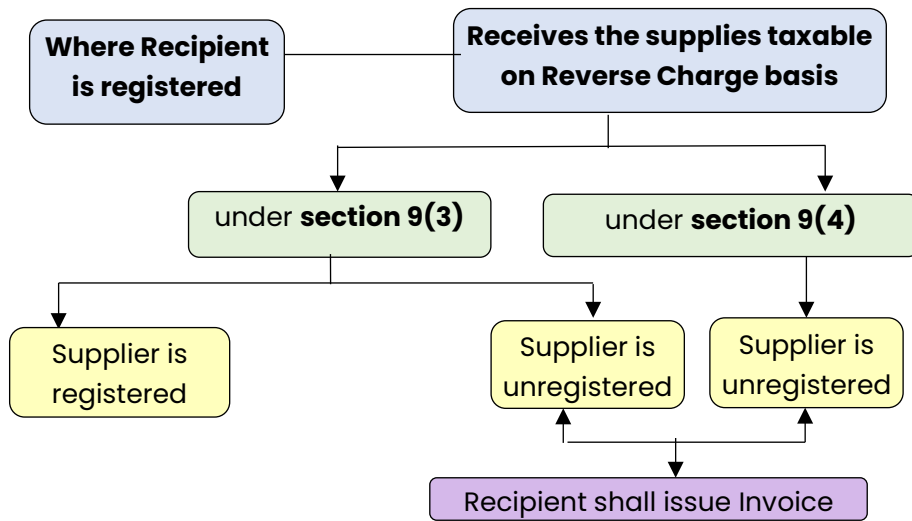 Where Recipient
is registered
Receives the supplies taxable
on Reverse Charge basis
under section 9(3)
under section 9(4)
Supplier is
registered
Supplier is
unregistered
Supplier is
unregistered
Recipient shall issue Invoice